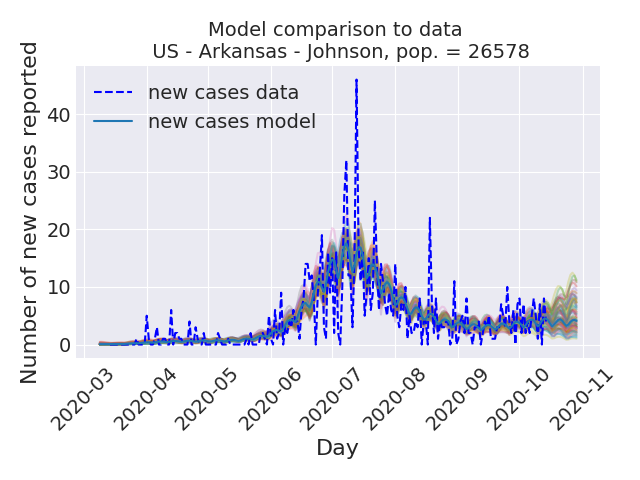 Model comparison to data
US - Arkansas - Johnson, pop. = 26578
new cases data
new cases model
Number of new cases reported
40
30
20
10
0
2020-03
2020-04
2020-05
2020-06
2020-07
2020-08
2020-09
2020-10
2020-11
Day